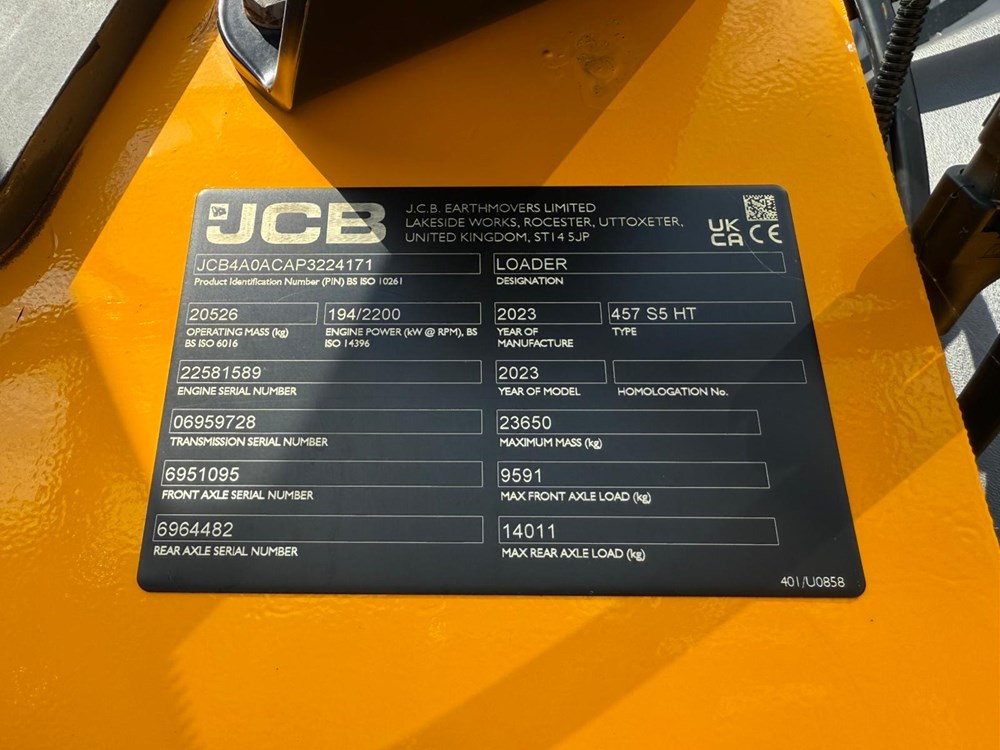 JCB
J.C.B. EARTHMOVERS LIMITED
LAKESIDE WORKS, ROCESTER, UTTOXETER,
UNITED KINGDOM, ST14 5JP
UK
CA CE
JCB4A0ACAP3224171 LOADER
Product Identification Number (PIN) BS ISO 10261 DESIGNATION
20526 194/2200 2023 457 S5 HT
OPERATING MASS (kg) ENGINE POWER (kW @ RPM), BS YEAR OF TYPE
BS ISO 6016 ISO 14396 MANUFACTURE
22581589 2023
ENGINE SERIAL NUMBER YEAR OF MODEL HOMOLOGATION No.
06959728 23650
TRANSMISSION SERIAL NUMBER MAXIMUM MASS (kg)
6951095 9591
FRONT AXLE SERIAL NUMBER MAX FRONT AXLE LOAD (kg)
6964482 14011
REAR AXLE SERIAL NUMBER MAX REAR AXLE LOAD (kg)
401/U0858